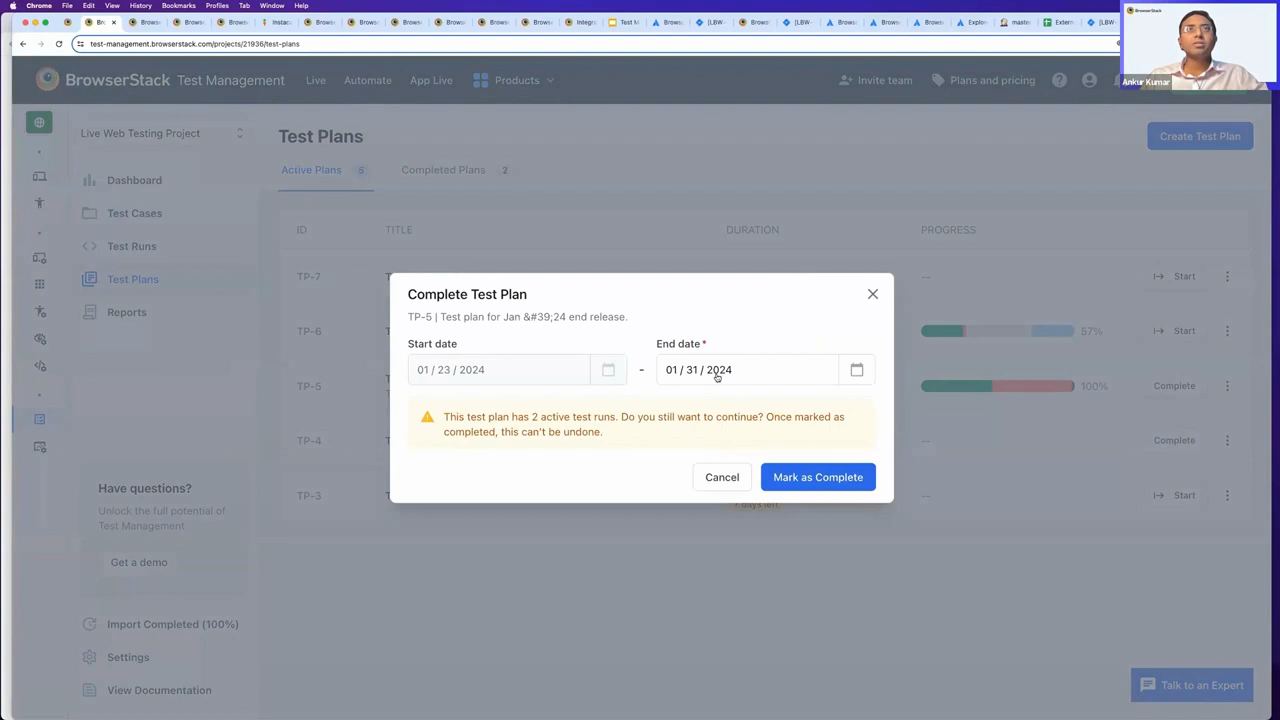 Chrome File Edit View History Bookmarks Profiles Tab Window Help
test-management.browserstack.com/projects/21936/test-plans
BrowserStack
Ankur Kumar
BrowserStack Test Management Live Automate App Live Products Invite team Plans and pricing
Live Web Testing Project
Dashboard
Test Cases
Test Runs
Test Plans
Reports
Have questions?
Unlock the full potential of
Test Management
Get a demo
Import Completed (100%)
Settings
View Documentation
Test Plans
Create Test Plan
Active Plans 5 Completed Plans 2
ID TITLE DURATION PROGRESS
TP-7 -- Start
TP-6 57% Start
TP-5 100% Complete
TP-4 -- Complete
TP-3 -- Start
7 days left.
Complete Test Plan
TP-5 | Test plan for Jan &#39;24 end release.
Start date End date *
01 / 23 / 2024 - 01 / 31 / 2024
This test plan has 2 active test runs. Do you still want to continue? Once marked as
completed, this can't be undone.
Cancel Mark as Complete
Talk to an Expert